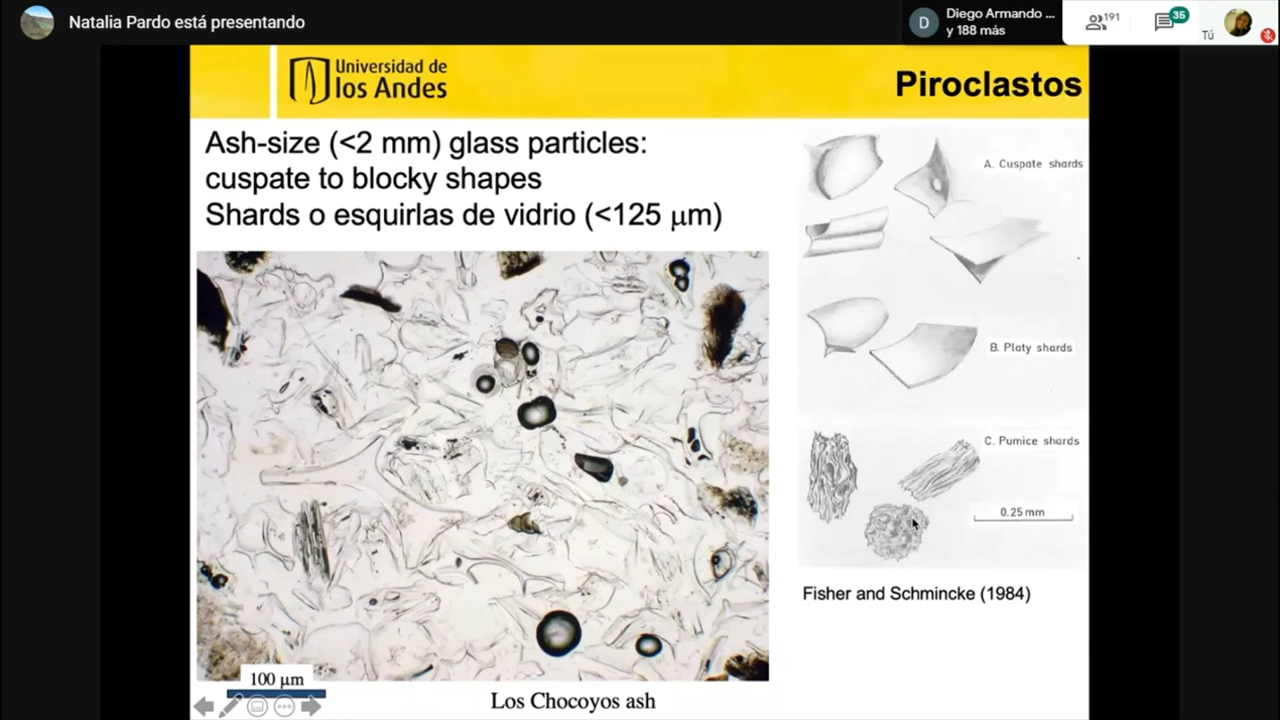 Natalia Pardo está presentando
D
Diego Armando ...
y 188 más
191
35
Tú
Universidad de
los Andes
Piroclastos
Ash-size (<2 mm) glass particles:
cuspate to blocky shapes
Shards o esquirlas de vidrio (<125 μm)
A. Cuspate shards
B. Platy shards
C. Pumice shards
0.25 mm
Fisher and Schmincke (1984)
100 μm
Los Chocoyos ash